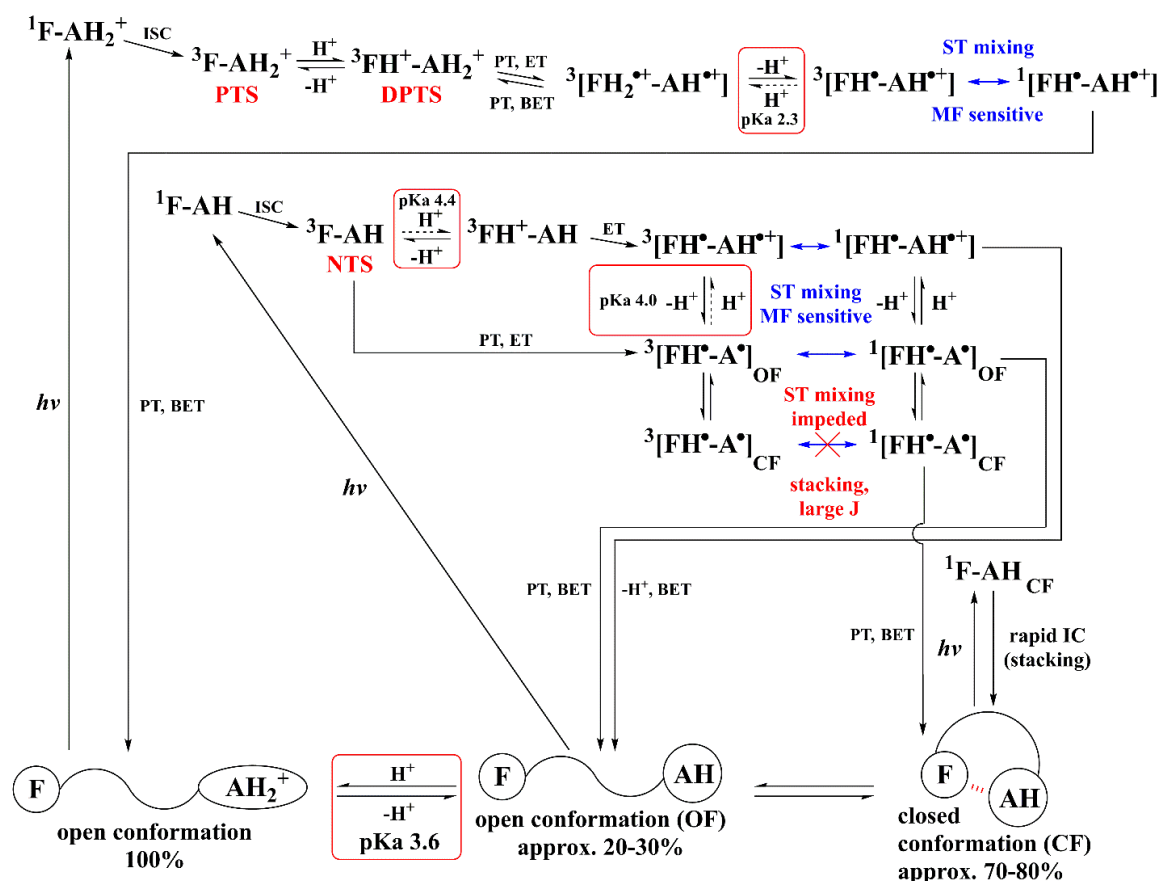 ¹F-AH₂⁺ ISC ³F-AH₂⁺ H⁺ -H⁺ ³FH⁺-AH₂⁺ PT, ET PT, BET ³[FH₂•⁺-AH•⁺] -H⁺ H⁺ ³[FH•-AH•⁺] ¹[FH•-AH•⁺]
PTS DPTS pKa 2.3 ST mixing
MF sensitive
¹F-AH ISC ³F-AH pKa 4.4 H⁺ -H⁺ ³FH⁺-AH ET ³[FH•-AH•⁺] ¹[FH•-AH•⁺]
NTS
pKa 4.0 -H⁺ H⁺ ST mixing -H⁺ H⁺
MF sensitive
PT, ET ³[FH•-A•]OF ¹[FH•-A•]OF
ST mixing
impeded
³[FH•-A•]CF ¹[FH•-A•]CF
stacking,
large J
hν PT, BET hν
¹F-AH CF
PT, BET -H⁺, BET PT, BET hν rapid IC
(stacking)
F AH₂⁺ H⁺ -H⁺ F AH F AH
open conformation
100%
pKa 3.6
open conformation (OF)
approx. 20-30%
closed
conformation (CF)
approx. 70-80%